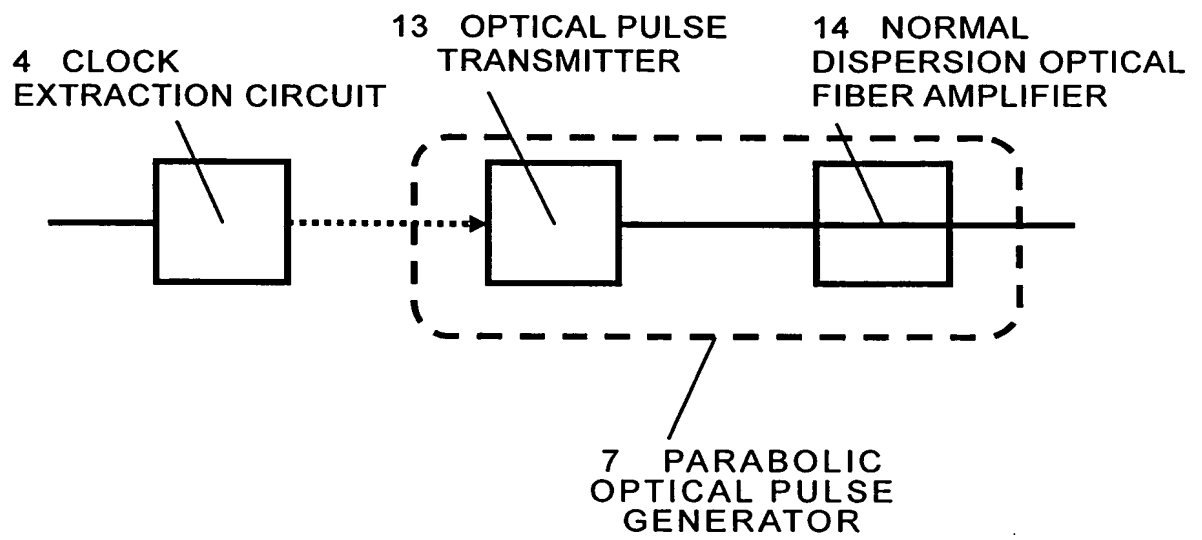 13 OPTICAL PULSE
TRANSMITTER
14 NORMAL
DISPERSION OPTICAL
FIBER AMPLIFIER
4 CLOCK
EXTRACTION CIRCUIT
7 PARABOLIC
OPTICAL PULSE
GENERATOR